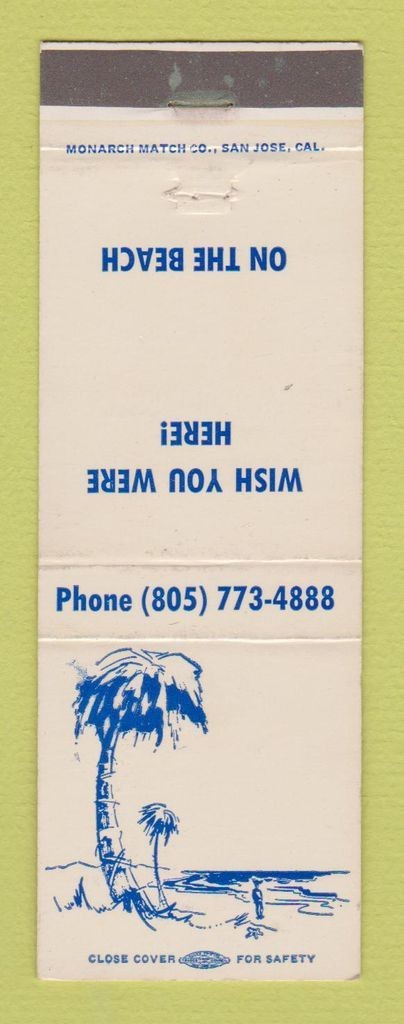 MONARCH MATCH CO., SAN JOSE, CAL.
WISH YOU WERE
HERE!
ON THE BEACH
Phone (805) 773-4888
CLOSE COVER FOR SAFETY